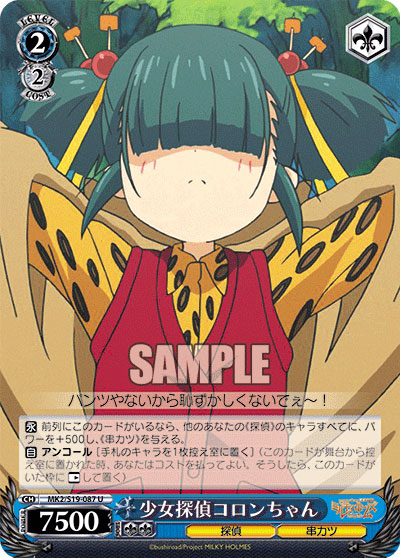 LEVEL
2
2
COST
SAMPLE
パンツやないから恥ずかしくないでぇ～！
永 前列にこのカードがいるなら、他のあなたの《探偵》のキャラすべてに、パ
ワーを＋500し、《串カツ》を与える。
自 アンコール ［手札のキャラを1枚控え室に置く］ （このカードが舞台から控
え室に置かれた時、あなたはコストを払ってよい。そうしたら、このカードが
いた枠にレストして置く）
CH MK2/S19-087 U
POWER
7500
少女探偵コロンちゃん
探偵
串カツ
©bushiroad/Project MILKY HOLMES